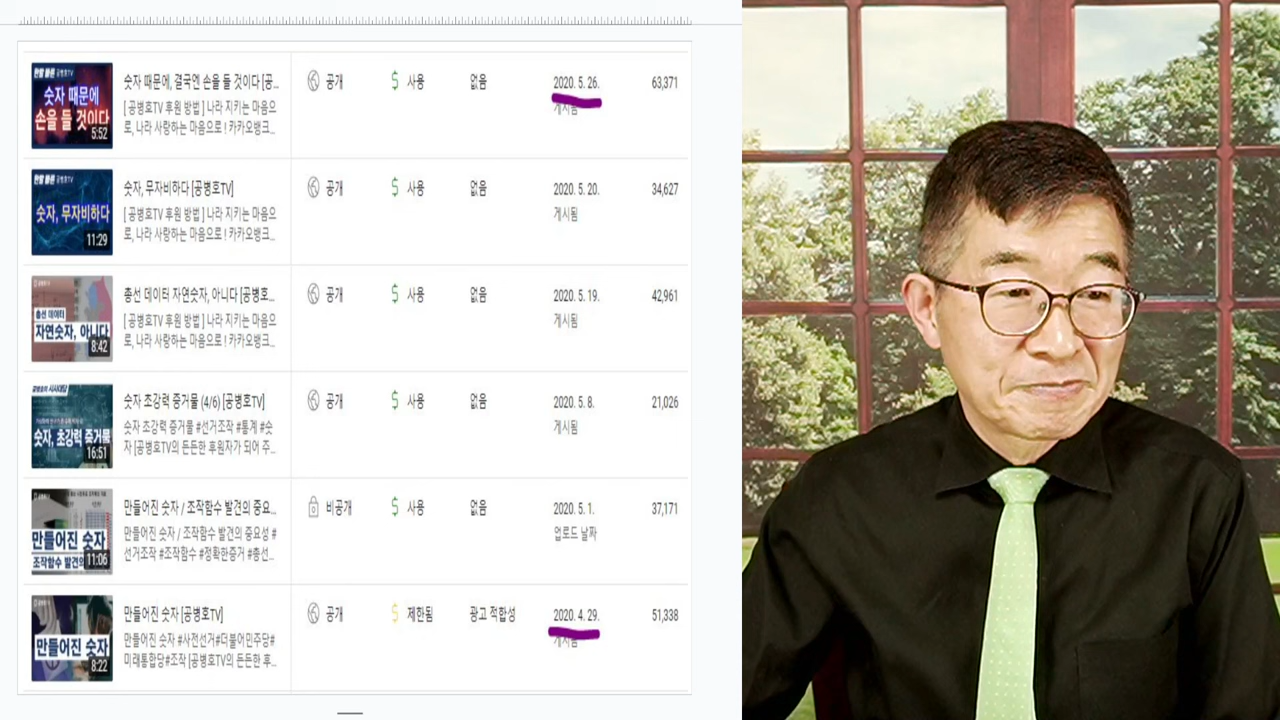 만말 빠른 공병호TV
숫자 때문에
손을 들 것이다
5:52
숫자 때문에, 결국엔 손을 들 것이다 [공...
[ 공병호TV 후원 방법 ] 나라 지키는 마음으
로, 나라 사랑하는 마음으로 ! 카카오뱅크...
공개
$ 사용
없음
2020. 5. 26.
게시됨
63,371
숫자, 무자비하다
11:29
숫자, 무자비하다 [공병호TV]
[ 공병호TV 후원 방법 ] 나라 지키는 마음으
로, 나라 사랑하는 마음으로 ! 카카오뱅크...
공개
$ 사용
없음
2020. 5. 20.
게시됨
34,627
총선 데이터
자연숫자, 아니다
8:42
총선 데이터 자연숫자, 아니다 [공병호...
[ 공병호TV 후원 방법 ] 나라 지키는 마음으
로, 나라 사랑하는 마음으로 ! 카카오뱅크...
공개
$ 사용
없음
2020. 5. 19.
게시됨
42,961
숫자, 초강력 증거물
16:51
숫자 초강력 증거물 (4/6) [공병호TV]
숫자 초강력 증거물 #선거조작 #통계 #숫
자 [공병호TV의 든든한 후원자가 되어 주...
공개
$ 사용
없음
2020. 5. 8.
게시됨
21,026
만들어진 숫자
조작함수 발견의
11:06
만들어진 숫자 / 조작함수 발견의 중요...
만들어진 숫자 / 조작함수 발견의 중요성 #
선거조작 #조작함수 #정확한증거 #총선...
비공개
$ 사용
없음
2020. 5. 1.
업로드 날짜
37,171
만들어진 숫자
8:22
만들어진 숫자 [공병호TV]
만들어진 숫자 #사전선거#더불어민주당#
미래통합당#조작 [공병호TV의 든든한 후...
공개
$ 제한됨
광고 적합성
2020. 4. 29.
게시됨
51,338